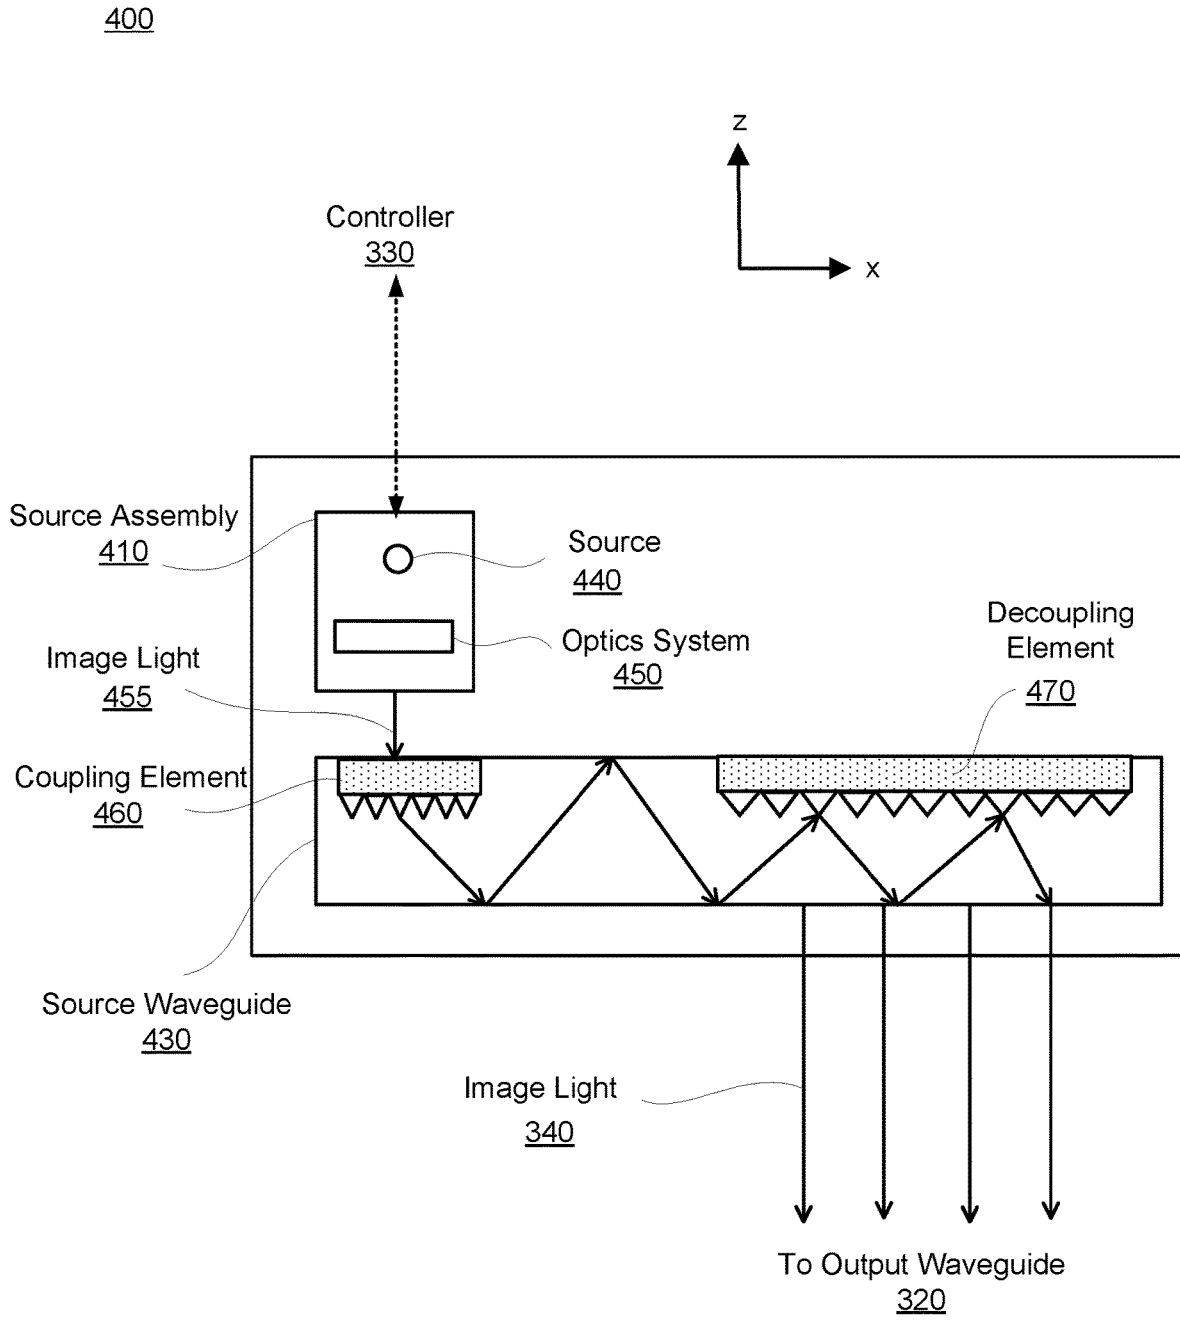 400
z
x
Controller
330
Source Assembly
410
Source
440
Optics System
450
Decoupling
Element
470
Image Light
455
Coupling Element
460
Source Waveguide
430
Image Light
340
To Output Waveguide
320